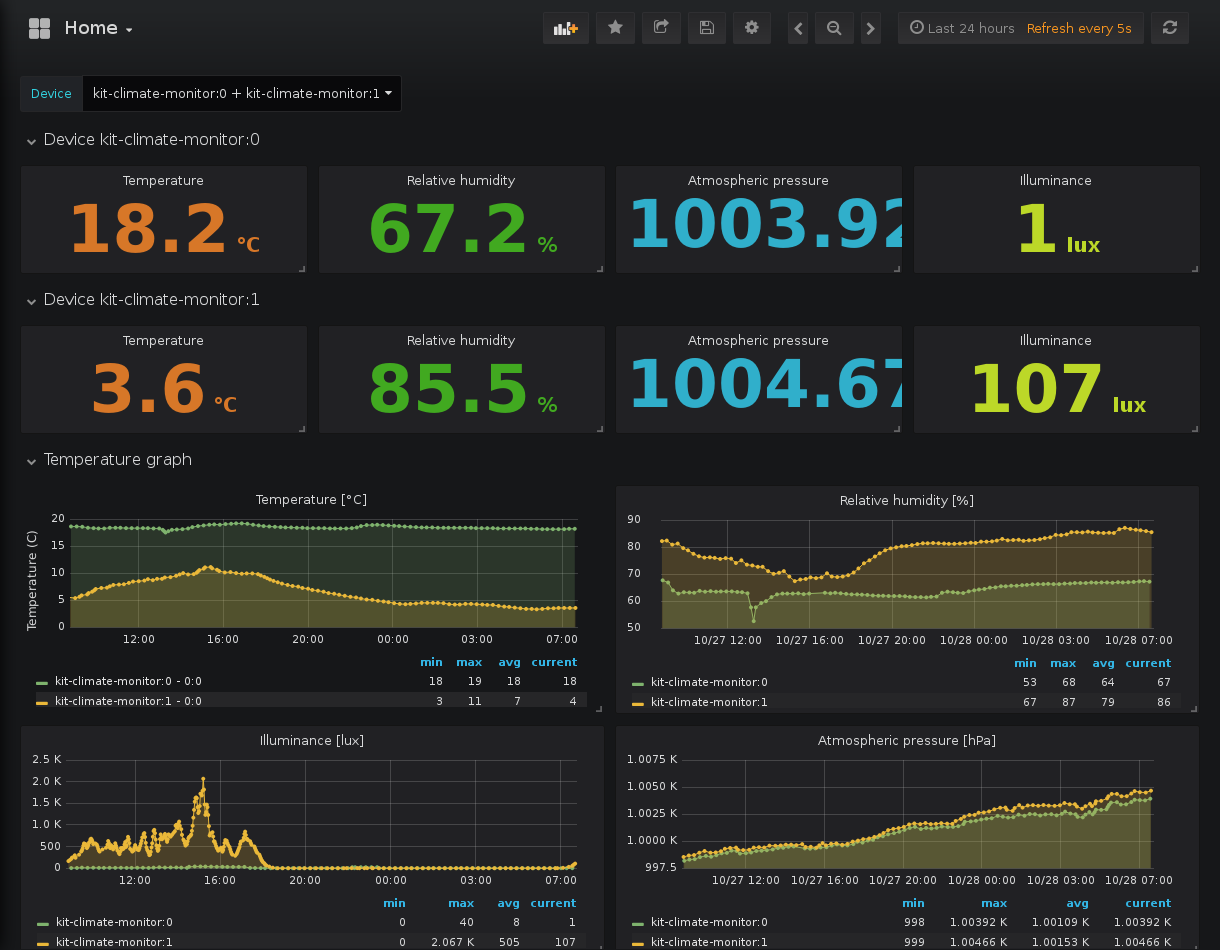 Home
Last 24 hours Refresh every 5s
Device kit-climate-monitor:0 + kit-climate-monitor:1
Device kit-climate-monitor:0
Temperature Relative humidity Atmospheric pressure Illuminance
18.2 °C 67.2 % 1003.92 1 lux
Device kit-climate-monitor:1
Temperature Relative humidity Atmospheric pressure Illuminance
3.6 °C 85.5 % 1004.67 107 lux
Temperature graph
Temperature [°C]
Temperature (C)
20
15
10
5
0
12:00 16:00 20:00 00:00 03:00 07:00
min max avg current
kit-climate-monitor:0 - 0:0 18 19 18 18
kit-climate-monitor:1 - 0:0 3 11 7 4
Relative humidity [%]
90
80
70
60
50
10/27 12:00 10/27 16:00 10/27 20:00 10/28 00:00 10/28 03:00 10/28 07:00
min max avg current
kit-climate-monitor:0 53 68 64 67
kit-climate-monitor:1 67 87 79 86
Illuminance [lux]
2.5 K
2.0 K
1.5 K
1.0 K
500
0
12:00 16:00 20:00 00:00 03:00 07:00
min max avg current
kit-climate-monitor:0 0 40 8 1
kit-climate-monitor:1 0 2.067 K 505 107
Atmospheric pressure [hPa]
1.0075 K
1.0050 K
1.0025 K
1.0000 K
997.5
10/27 12:00 10/27 16:00 10/27 20:00 10/28 00:00 10/28 03:00 10/28 07:00
min max avg current
kit-climate-monitor:0 998 1.00392 K 1.00109 K 1.00392 K
kit-climate-monitor:1 999 1.00466 K 1.00153 K 1.00466 K